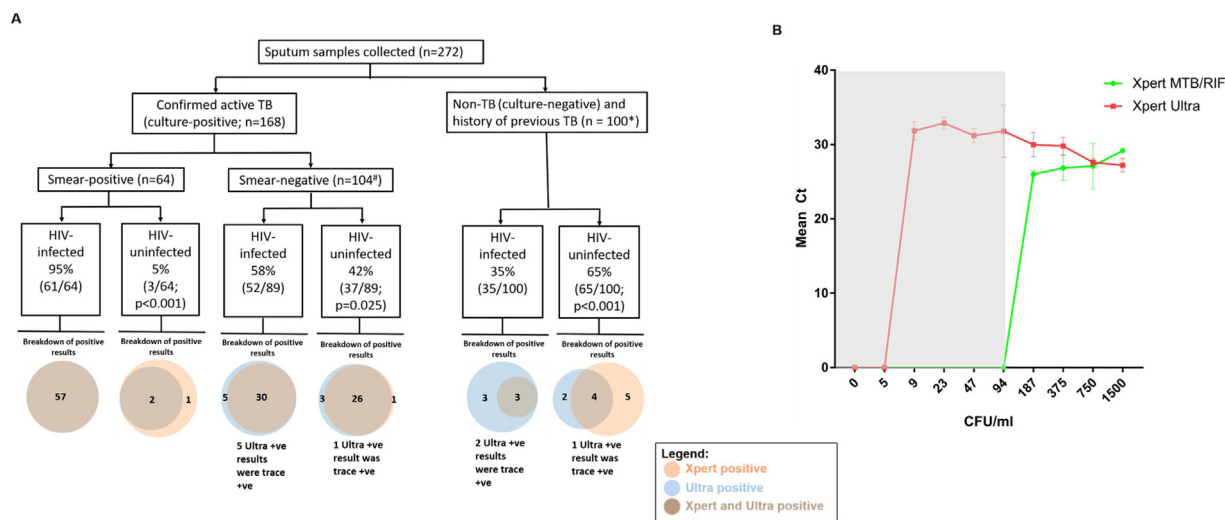 A
Sputum samples collected (n=272)
Confirmed active TB
(culture-positive; n=168)
Non-TB (culture-negative) and
history of previous TB (n = 100*)
Smear-positive (n=64)
Smear-negative (n=104#)
HIV-
infected
95%
(61/64)
HIV-
uninfected
5%
(3/64;
p<0.001)
HIV-
infected
58%
(52/89)
HIV-
uninfected
42%
(37/89;
p=0.025)
HIV-
infected
35%
(35/100)
HIV-
uninfected
65%
(65/100;
p<0.001)
Breakdown of positive
results
Breakdown of positive
results
Breakdown of positive
results
Breakdown of positive
results
Breakdown of positive
results
Breakdown of positive
results
57
2 1
5 30
3 26 1
3 3
2 4 5
5 Ultra +ve
results
were trace
+ve
1 Ultra +ve
result was
trace +ve
2 Ultra +ve
results
were trace
+ve
1 Ultra +ve
result was
trace +ve
Legend:
Xpert positive
Ultra positive
Xpert and Ultra positive
B
Xpert MTB/RIF
Xpert Ultra
Mean Ct
40
30
20
10
0
0 5 9 23 47 94 187 375 750 1500
CFU/ml